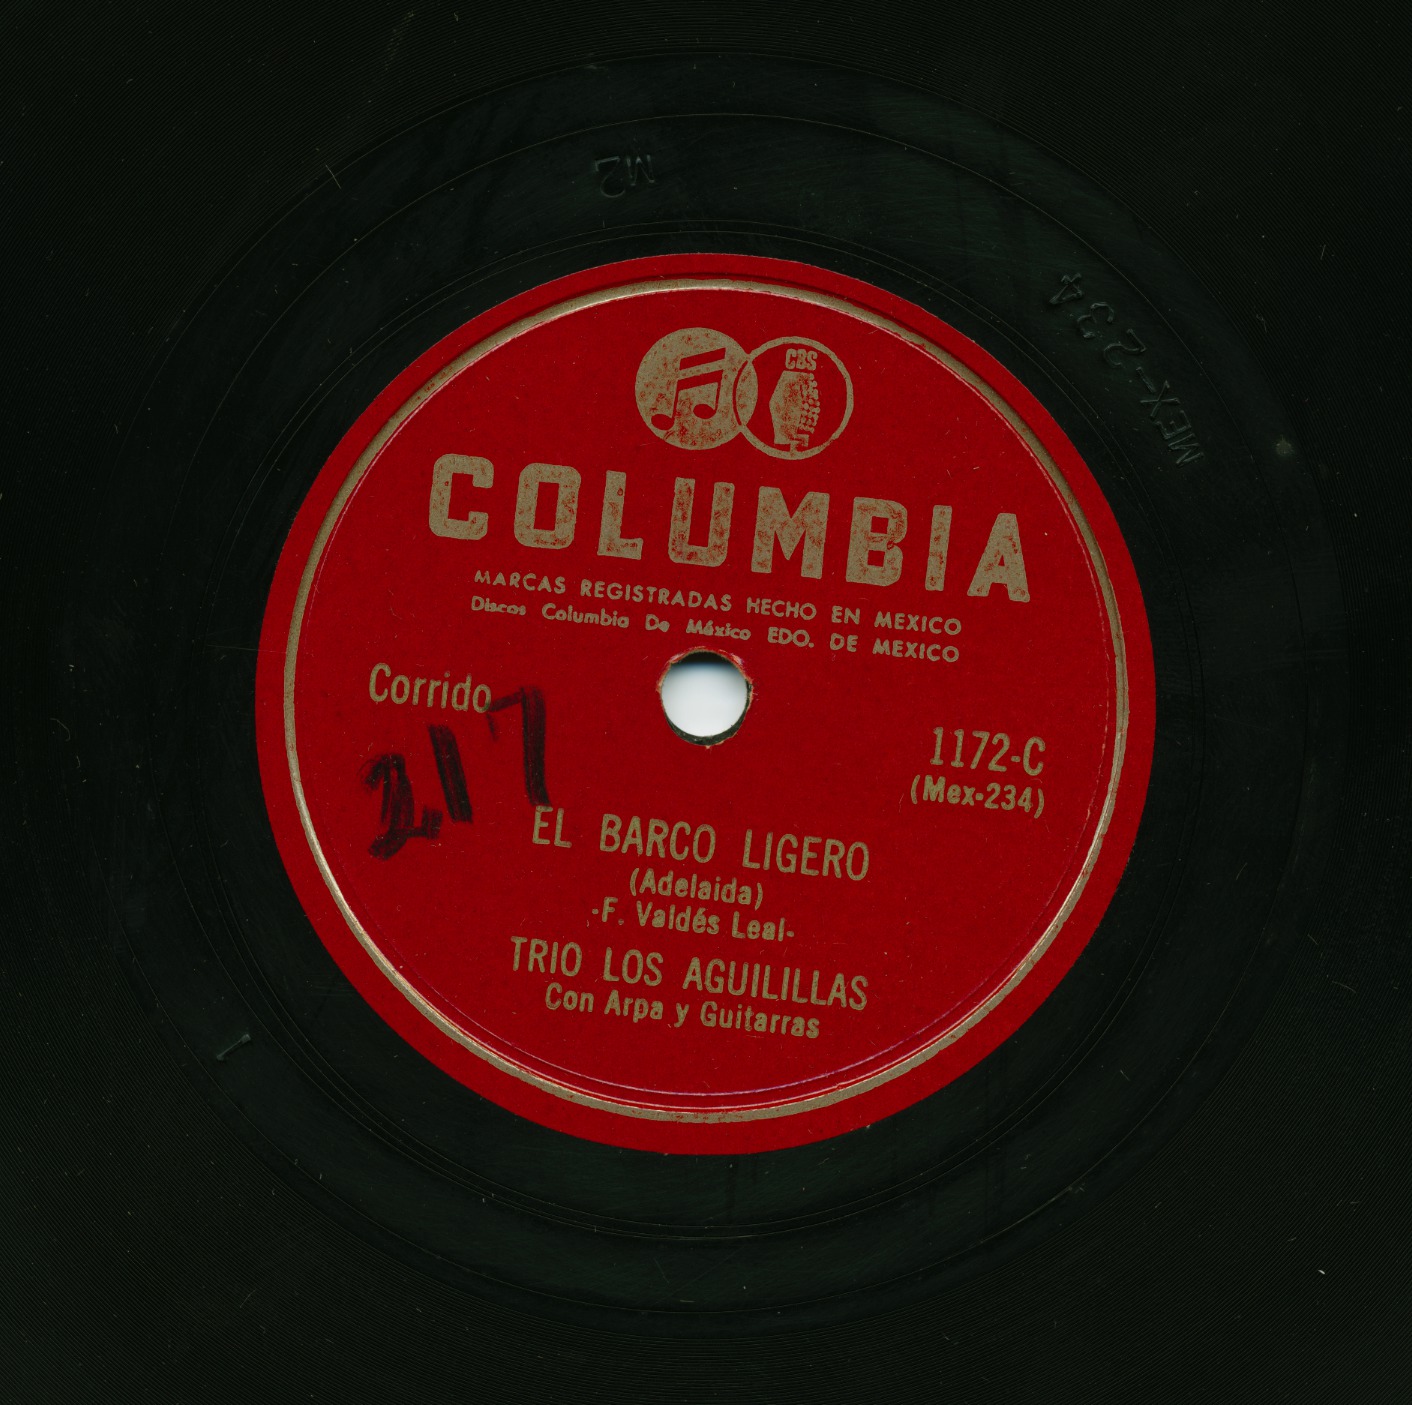 M2
MEX-234
CBS
COLUMBIA
MARCAS REGISTRADAS HECHO EN MEXICO
Discos Columbia De México EDO. DE MEXICO
Corrido
217
1172-C
(Mex-234)
EL BARCO LIGERO
(Adelaida)
-F. Valdés Leal-
TRIO LOS AGUILILLAS
Con Arpa y Guitarras
1